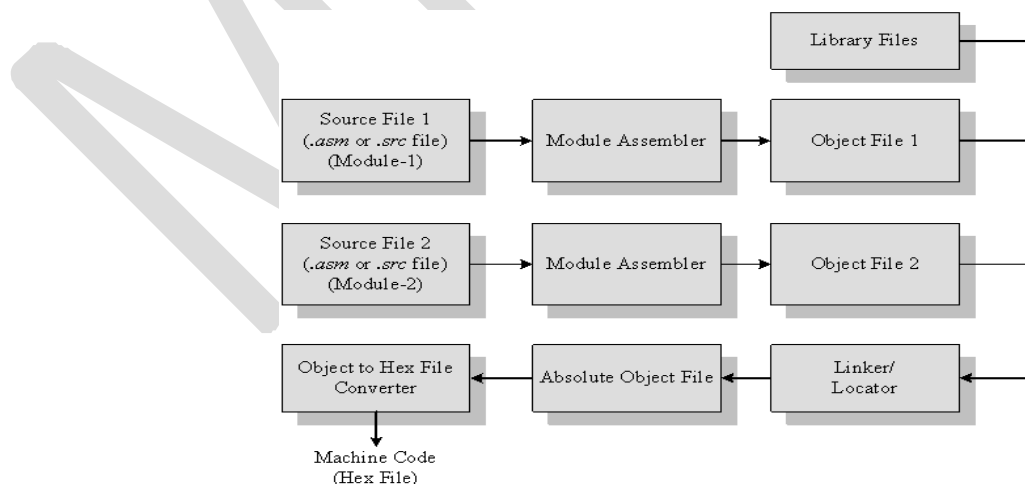 Library Files
Source File 1
(.asm or .src file)
(Module-1)
Module Assembler
Object File 1
Source File 2
(.asm or .src file)
(Module-2)
Module Assembler
Object File 2
Object to Hex File
Converter
Absolute Object File
Linker/
Locator
Machine Code
(Hex File)